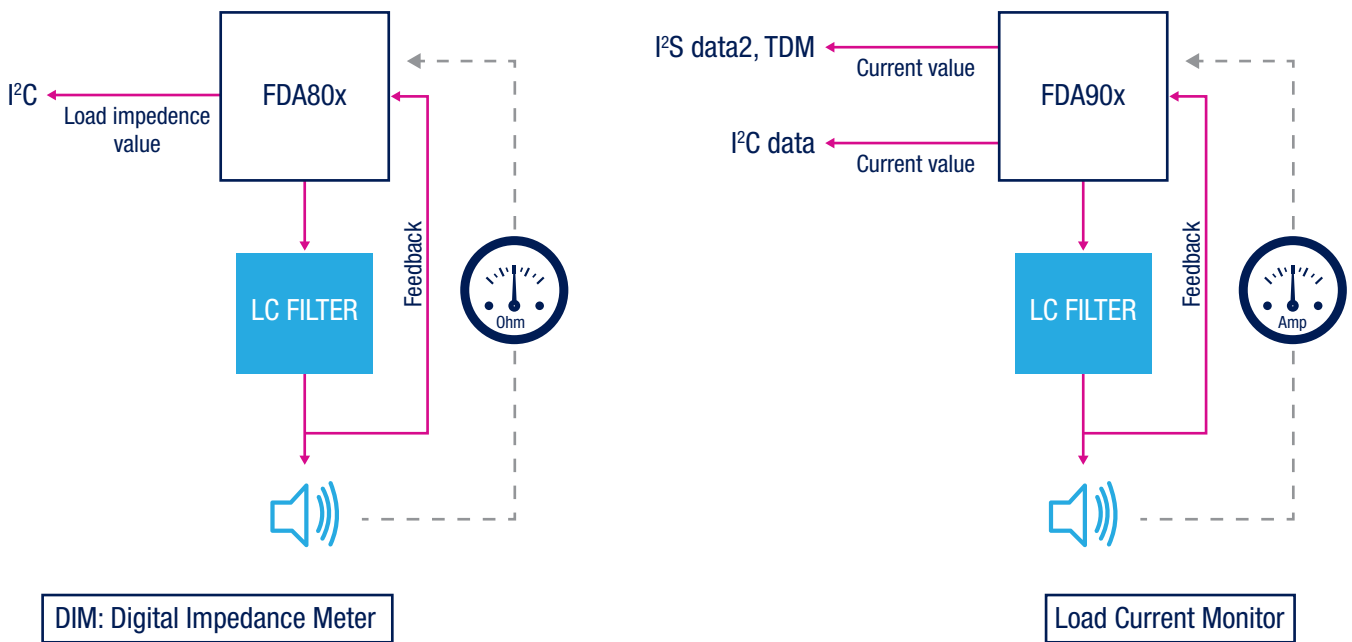 I²C
Load impedence
value
FDA80x
Feedback
LC FILTER
Ohm
DIM: Digital Impedance Meter
I²S data2, TDM
Current value
I²C data
Current value
FDA90x
Feedback
LC FILTER
Amp
Load Current Monitor